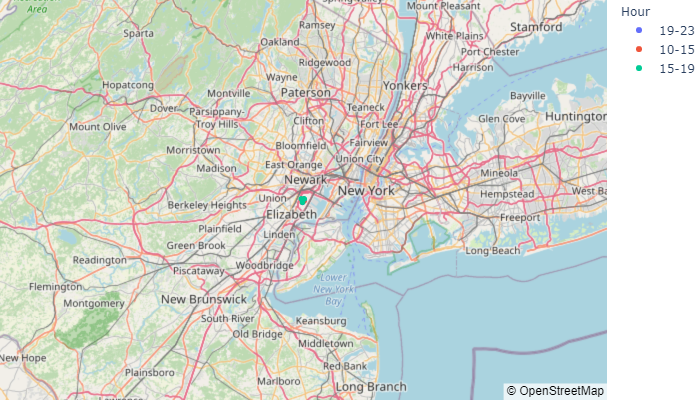 Hour
19-23
10-15
15-19
Mount Pleasant
Ramsey
Stamford
Sparta
White Plains
Oakland
Port Chester
Ridgewood
Harrison
Wayne
Hopatcong
Yonkers
Montville
Paterson
Bayville
Dover
Parsippany-
Troy Hills
Teaneck
Glen Cove
Huntington
Mount Olive
Clifton
Fort Lee
Bloomfield
Fairview
Morristown
Union City
East Orange
Madison
Mineola
Newark
New York
West Ba
Hempstead
Union
Berkeley Heights
Elizabeth
Freeport
Plainfield
Linden
Green Brook
Long Beach
Readington
Woodbridge
Piscataway
Lower
New York
Bay
Flemington
Montgomery
New Brunswick
South River
Keansburg
Old Bridge
Middletown
New Hope
Red Bank
Plainsboro
Marlboro
Long Branch
© OpenStreetMap